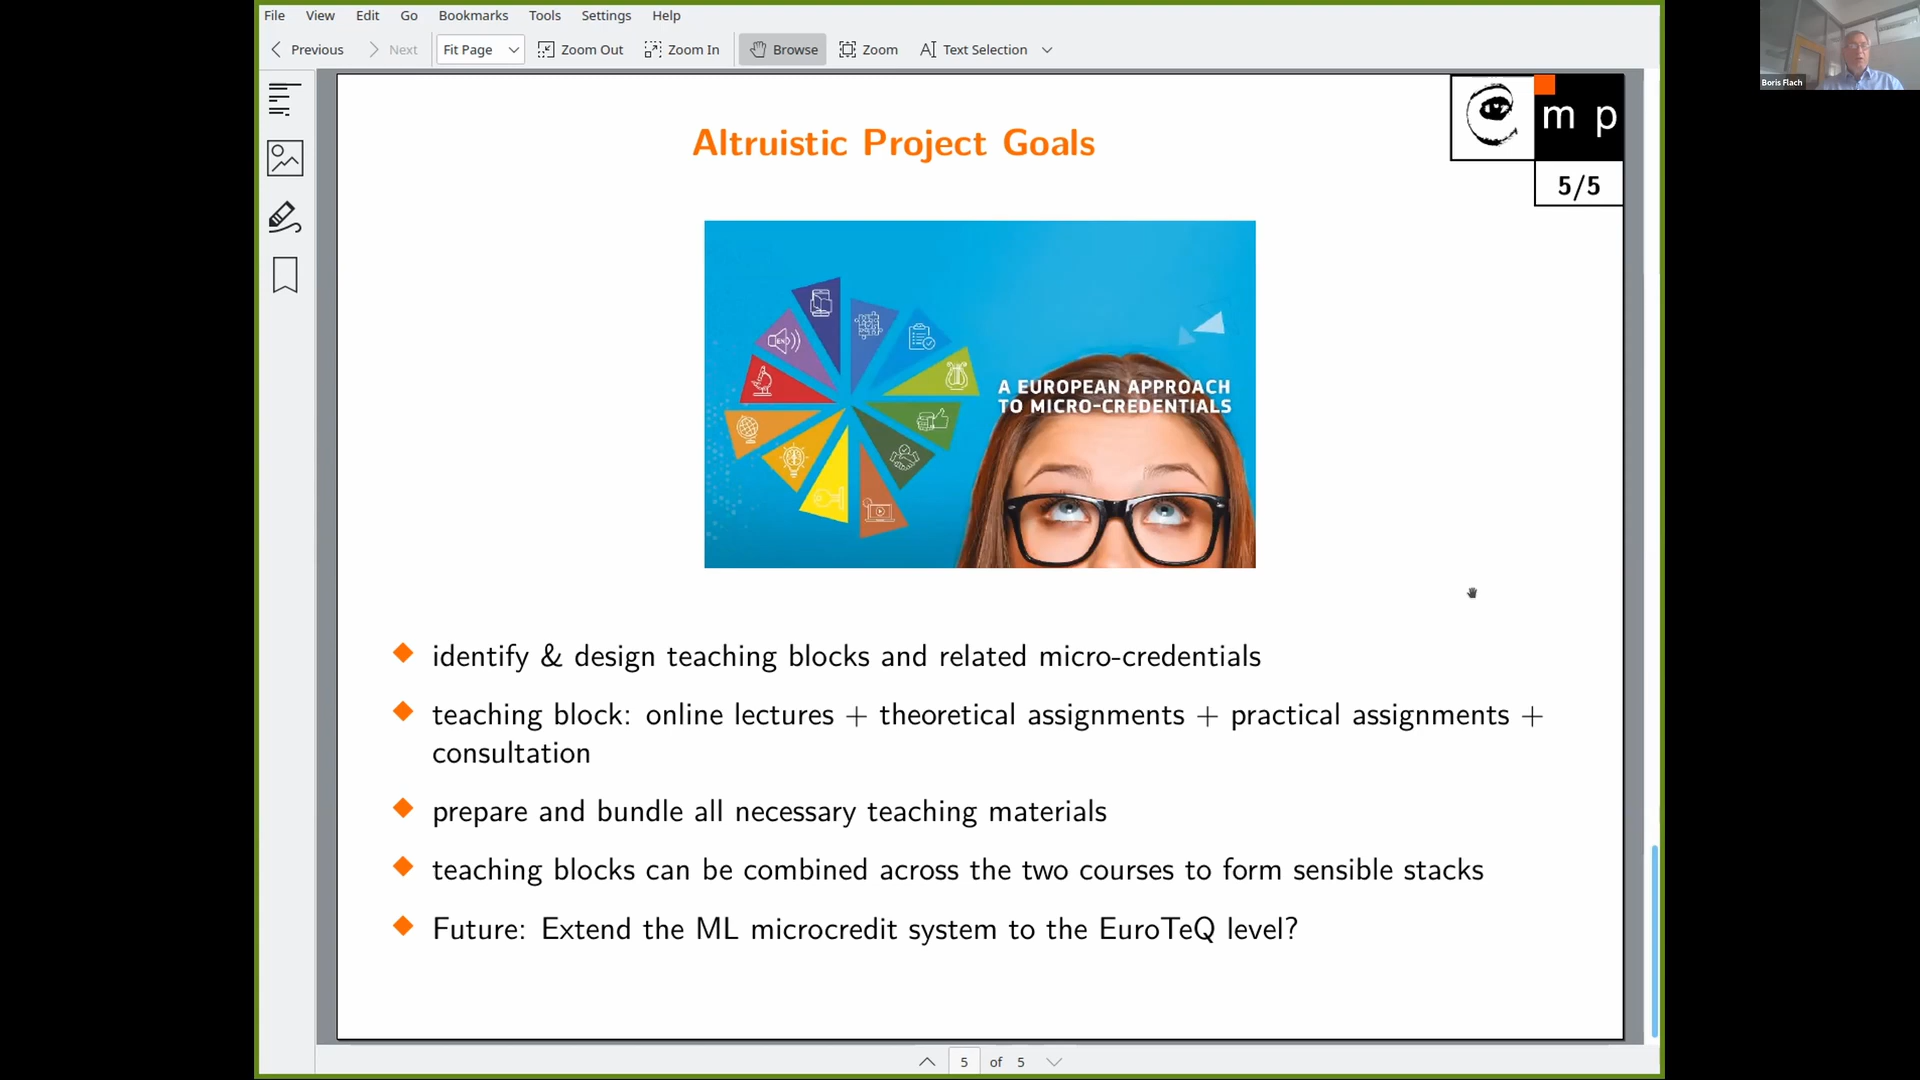 File View Edit Go Bookmarks Tools Settings Help
Previous Next Fit Page Zoom Out Zoom In Browse Zoom Text Selection
Boris Flach
m p
Altruistic Project Goals
5/5
A EUROPEAN APPROACH
TO MICRO-CREDENTIALS
identify & design teaching blocks and related micro-credentials
teaching block: online lectures + theoretical assignments + practical assignments +
consultation
prepare and bundle all necessary teaching materials
teaching blocks can be combined across the two courses to form sensible stacks
Future: Extend the ML microcredit system to the EuroTeQ level?
5 of 5